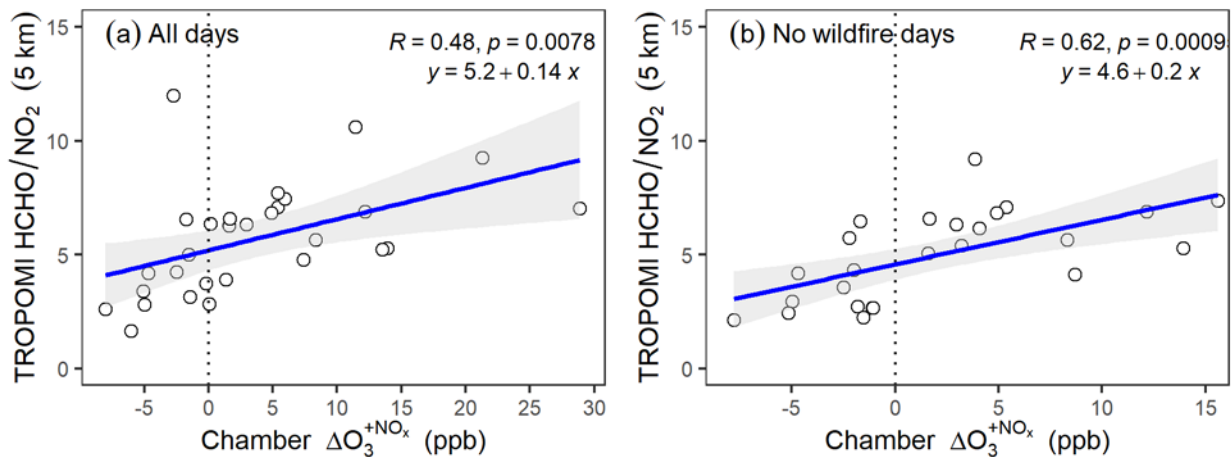 (a) All days
R = 0.48, p = 0.0078
y = 5.2 + 0.14 x
TROPOMI HCHO/NO₂ (5 km)
15
10
5
0
-5 0 5 10 15 20 25 30
Chamber ΔO₃⁺ᴺᴼˣ (ppb)
(b) No wildfire days
R = 0.62, p = 0.0009
y = 4.6 + 0.2 x
TROPOMI HCHO/NO₂ (5 km)
15
10
5
0
-5 0 5 10 15
Chamber ΔO₃⁺ᴺᴼˣ (ppb)